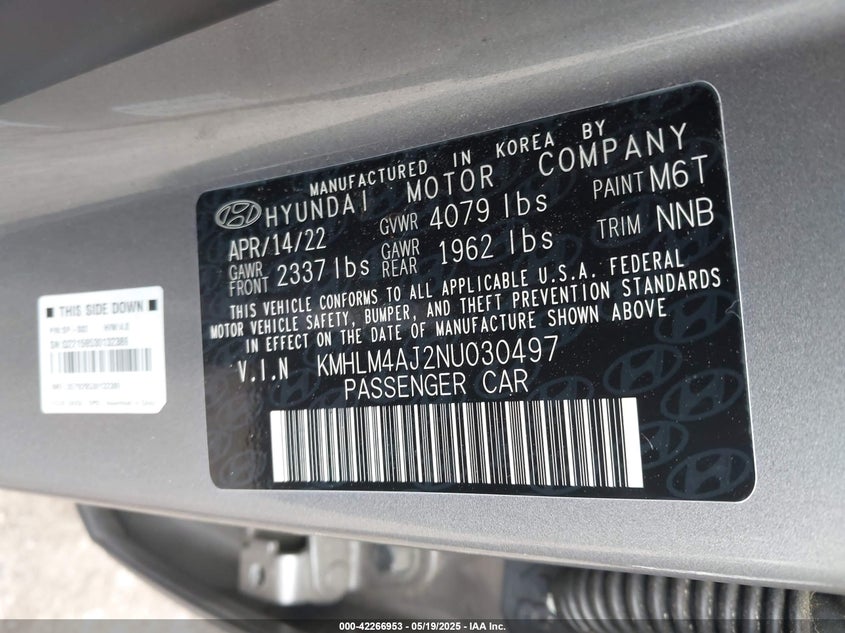 MANUFACTURED IN KOREA BY
HYUNDAI MOTOR COMPANY
APR/14/22 GVWR 4079 lbs PAINT M6T
GAWR FRONT 2337 lbs GAWR REAR 1962 lbs TRIM NNB
THIS VEHICLE CONFORMS TO ALL APPLICABLE U.S.A. FEDERAL
MOTOR VEHICLE SAFETY, BUMPER, AND THEFT PREVENTION STANDARDS
IN EFFECT ON THE DATE OF MANUFACTURE SHOWN ABOVE.
V.I.N KMHLM4AJ2NU030497
PASSENGER CAR
THIS SIDE DOWN
000-42266953 - 05/19/2025 - IAA Inc.